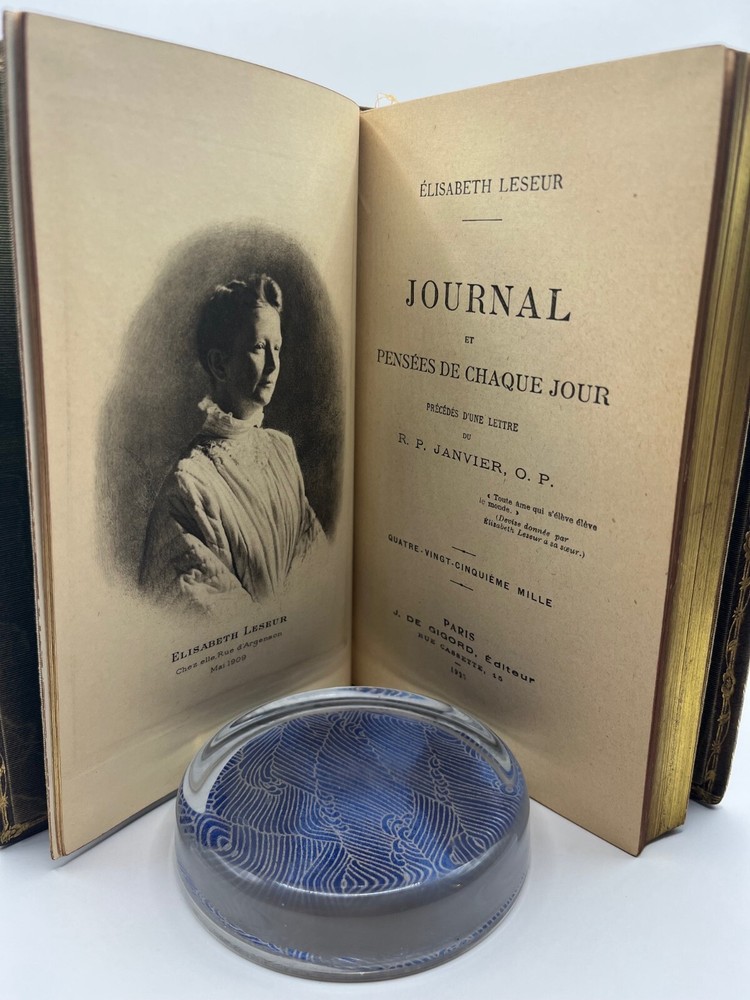 ELISABETH LESEUR
Chez elle, Rue d'Argenson
Mai 1909
ÉLISABETH LESEUR
JOURNAL
ET
PENSÉES DE CHAQUE JOUR
PRÉCÉDÉS D'UNE LETTRE
DU
R. P. JANVIER, O. P.
« Toute âme qui s'élève élève
le monde. »
(Devise donnée par
Élisabeth Leseur à sa sœur.)
QUATRE-VINGT-CINQUIÈME MILLE
PARIS
J. DE GIGORD, Éditeur
RUE CASSETTE, 15